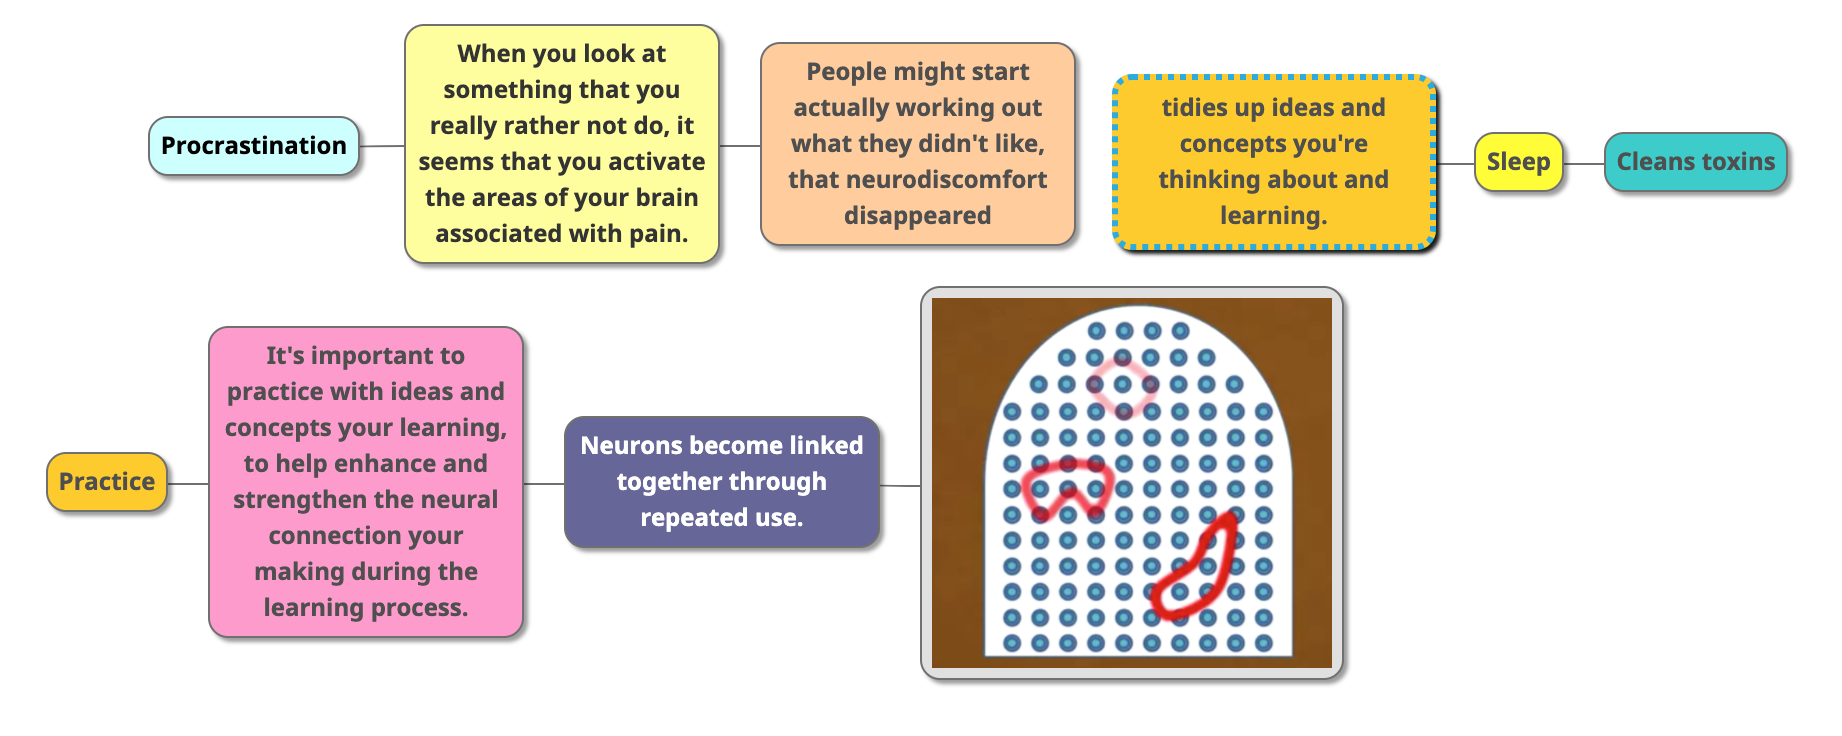 Procrastination
When you look at
something that you
really rather not do, it
seems that you activate
the areas of your brain
associated with pain.
People might start
actually working out
what they didn't like,
that neurodiscomfort
disappeared
tidies up ideas and
concepts you're
thinking about and
learning.
Sleep
Cleans toxins
Practice
It's important to
practice with ideas and
concepts your learning,
to help enhance and
strengthen the neural
connection your
making during the
learning process.
Neurons become linked
together through
repeated use.